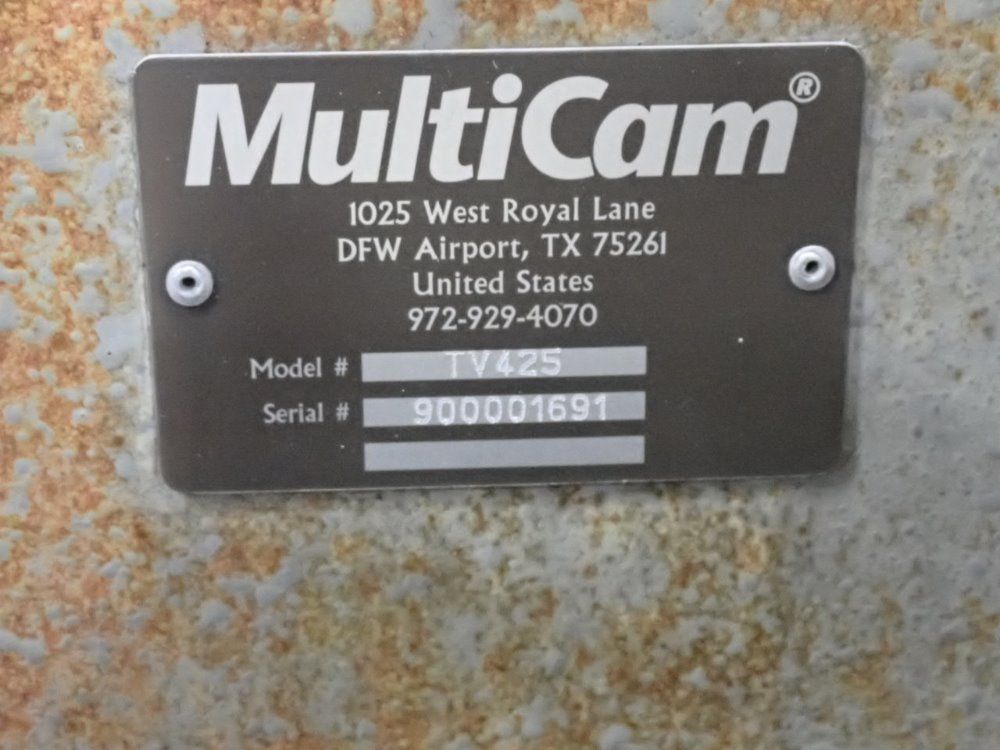 MultiCam®
1025 West Royal Lane
DFW Airport, TX 75261
United States
972-929-4070
Model # TV425
Serial # 900001691